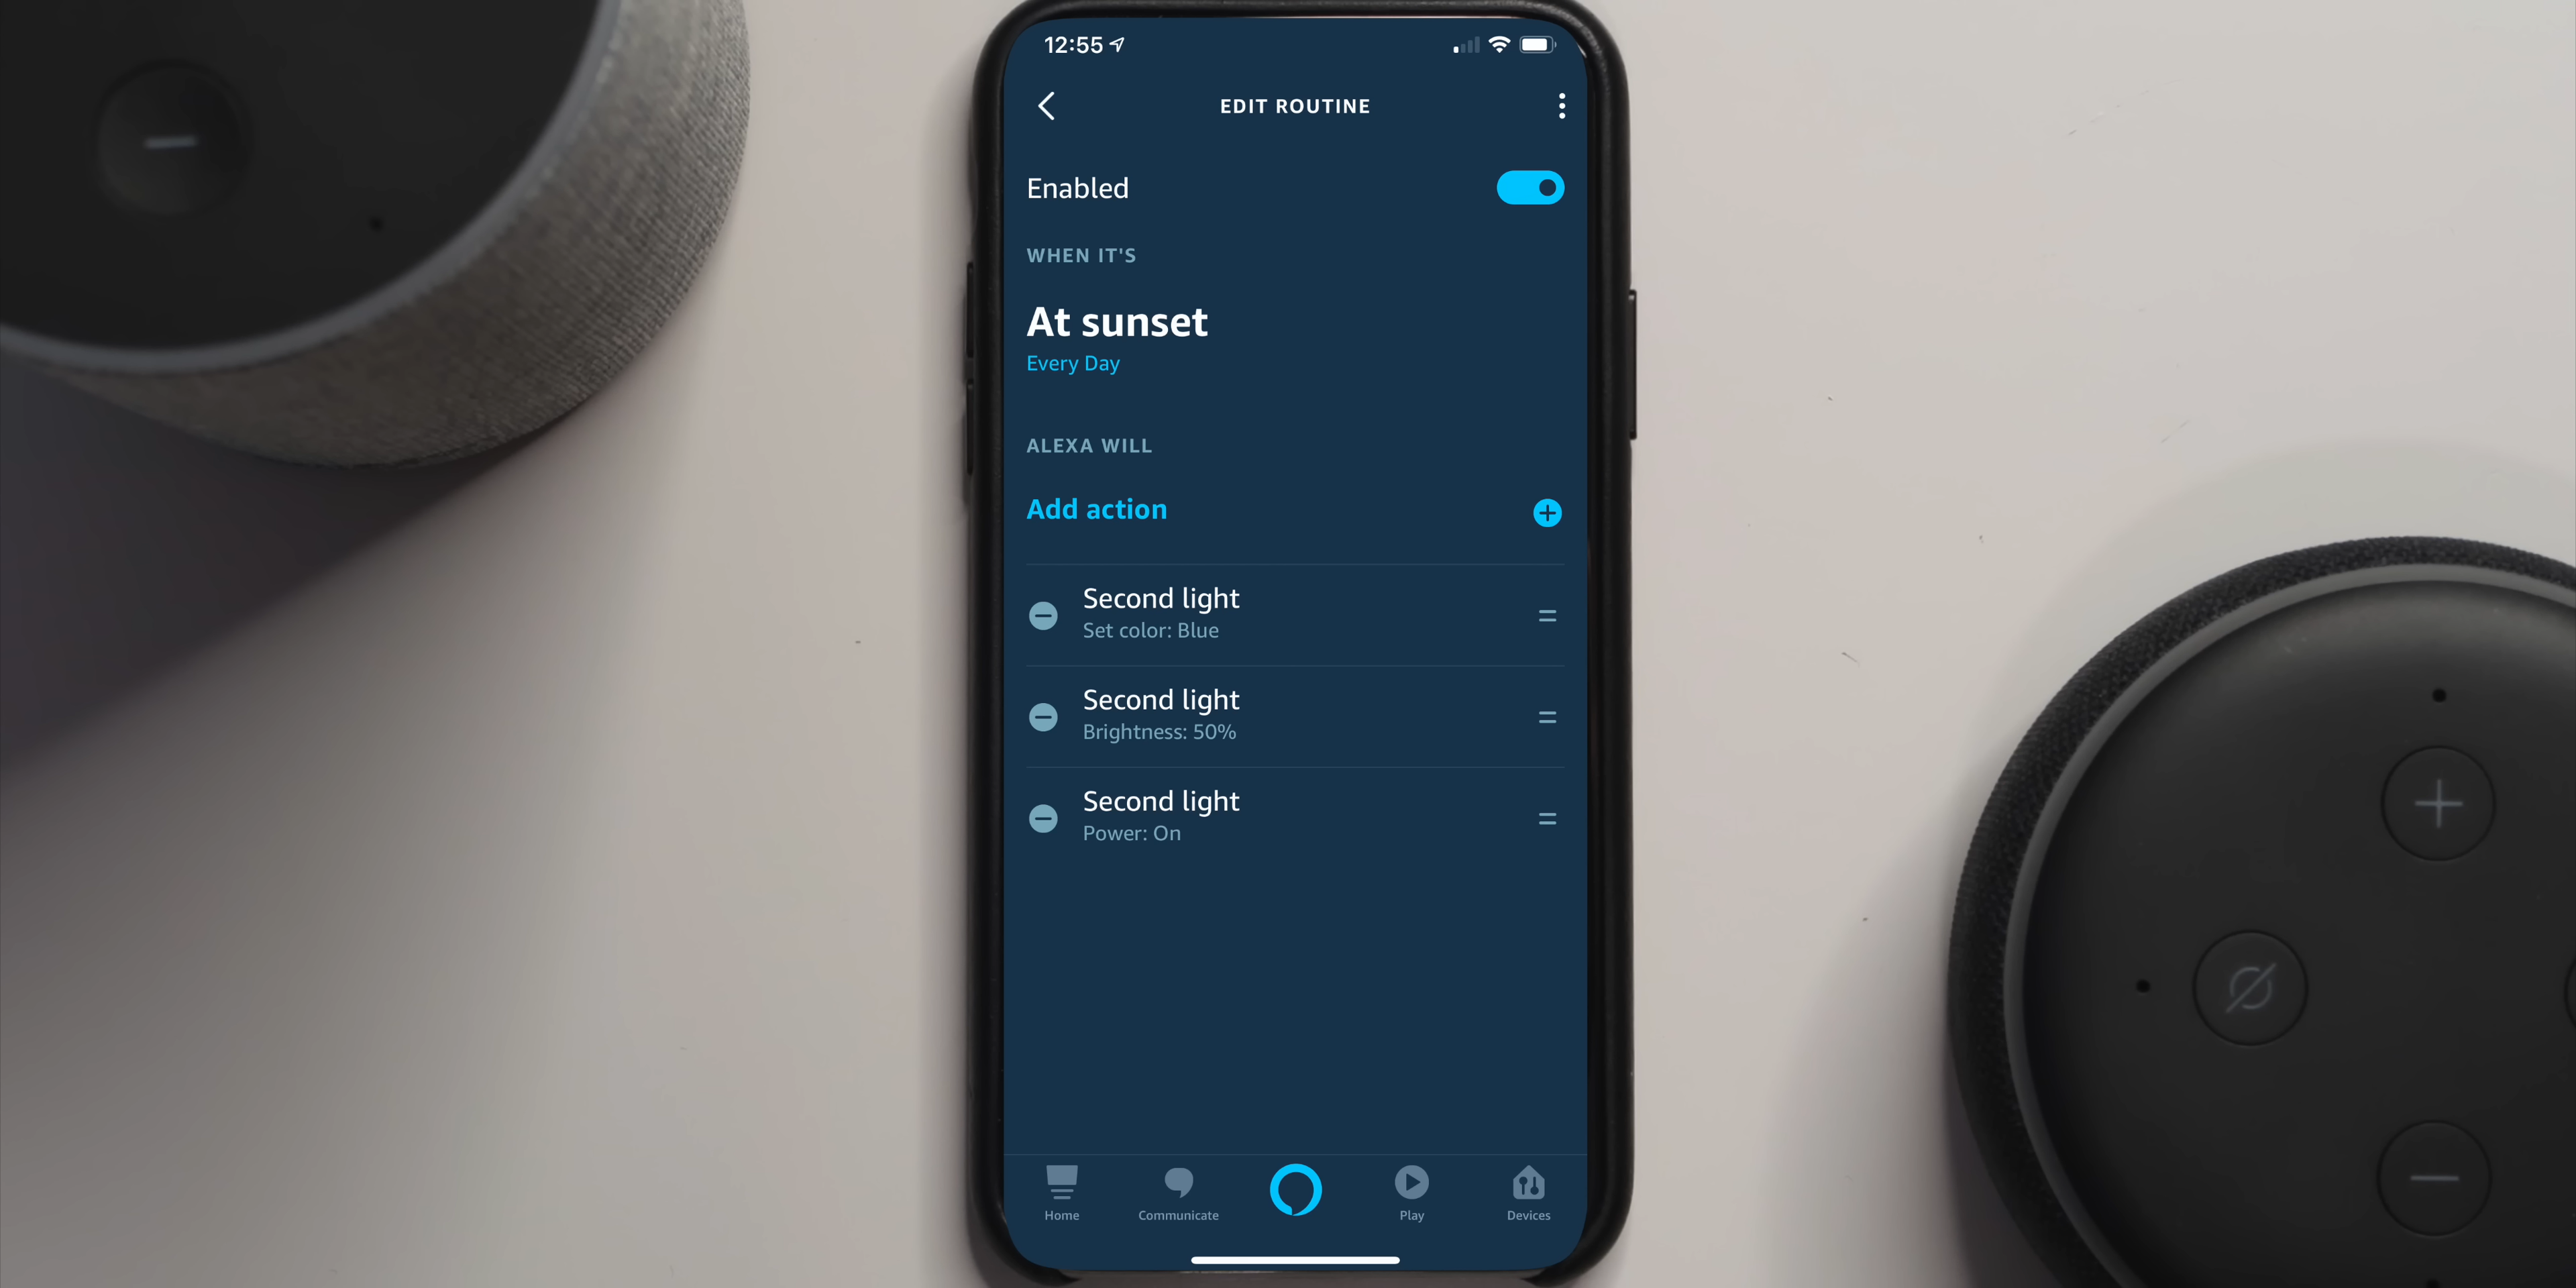 12:55
EDIT ROUTINE
Enabled
WHEN IT'S
At sunset
Every Day
ALEXA WILL
Add action
Second light
Set color: Blue
Second light
Brightness: 50%
Second light
Power: On
Home
Communicate
Play
Devices